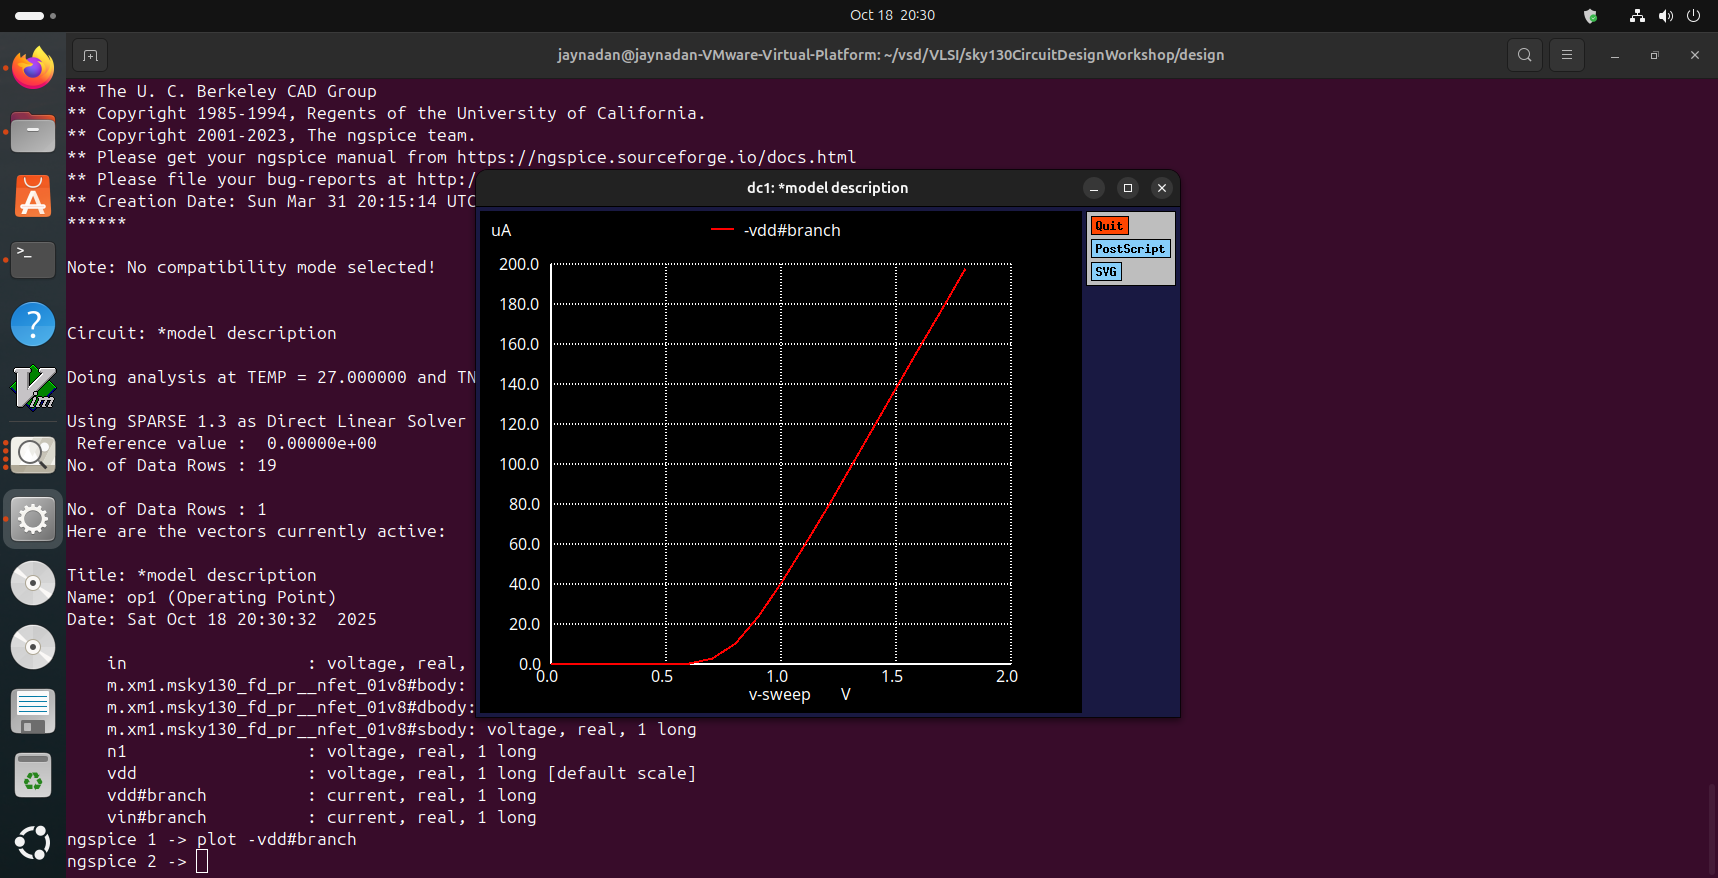 Oct 18 20:30
jaynadan@jaynadan-VMware-Virtual-Platform: ~/vsd/VLSI/sky130CircuitDesignWorkshop/design
** The U. C. Berkeley CAD Group
** Copyright 1985-1994, Regents of the University of California.
** Copyright 2001-2023, The ngspice team.
** Please get your ngspice manual from https://ngspice.sourceforge.io/docs.html
** Please file your bug-reports at http:/
** Creation Date: Sun Mar 31 20:15:14 UTC
******
Note: No compatibility mode selected!
Circuit: *model description
Doing analysis at TEMP = 27.000000 and TN
Using SPARSE 1.3 as Direct Linear Solver
Reference value : 0.00000e+00
No. of Data Rows : 19
No. of Data Rows : 1
Here are the vectors currently active:
Title: *model description
Name: op1 (Operating Point)
Date: Sat Oct 18 20:30:32 2025
in : voltage, real,
m.xm1.msky130_fd_pr__nfet_01v8#body:
m.xm1.msky130_fd_pr__nfet_01v8#dbody:
m.xm1.msky130_fd_pr__nfet_01v8#sbody: voltage, real, 1 long
n1 : voltage, real, 1 long
vdd : voltage, real, 1 long [default scale]
vdd#branch : current, real, 1 long
vin#branch : current, real, 1 long
ngspice 1 -> plot -vdd#branch
ngspice 2 ->
dc1: *model description
uA
-vdd#branch
200.0
180.0
160.0
140.0
120.0
100.0
80.0
60.0
40.0
20.0
0.0
0.0 0.5 1.0 1.5 2.0
v-sweep V
Quit
PostScript
SVG
>_
?
Vim
A